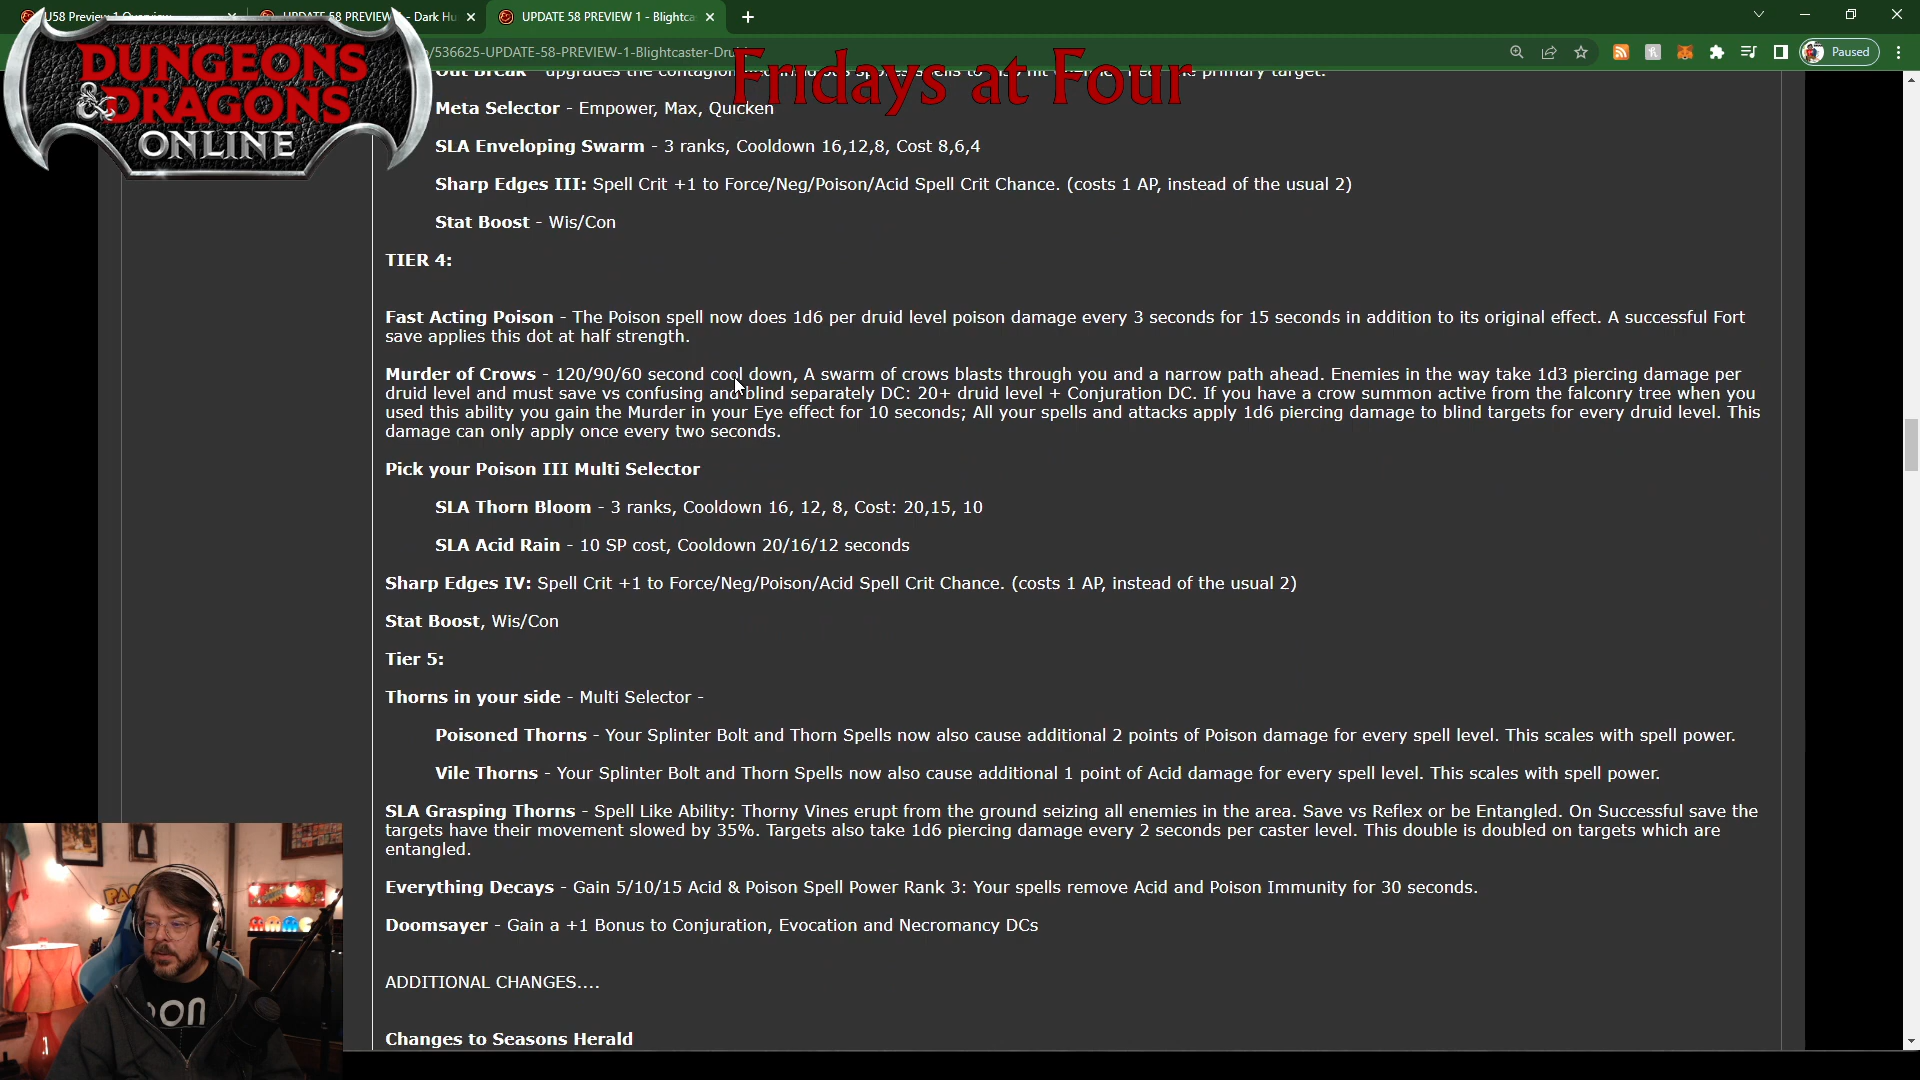 U58 Preview 1 Overview
UPDATE 58 PREVIEW 1 - Dark Hu
UPDATE 58 PREVIEW 1 - Blightca
/536625-UPDATE-58-PREVIEW-1-Blightcaster-Dru
Paused
DUNGEONS & DRAGONS ONLINE
Fridays at Four
Out Break - upgrades the contagion
primary target.
Meta Selector - Empower, Max, Quicken
SLA Enveloping Swarm - 3 ranks, Cooldown 16,12,8, Cost 8,6,4
Sharp Edges III: Spell Crit +1 to Force/Neg/Poison/Acid Spell Crit Chance. (costs 1 AP, instead of the usual 2)
Stat Boost - Wis/Con
TIER 4:
Fast Acting Poison - The Poison spell now does 1d6 per druid level poison damage every 3 seconds for 15 seconds in addition to its original effect. A successful Fort
save applies this dot at half strength.
Murder of Crows - 120/90/60 second cool down, A swarm of crows blasts through you and a narrow path ahead. Enemies in the way take 1d3 piercing damage per
druid level and must save vs confusing and blind separately DC: 20+ druid level + Conjuration DC. If you have a crow summon active from the falconry tree when you
used this ability you gain the Murder in your Eye effect for 10 seconds; All your spells and attacks apply 1d6 piercing damage to blind targets for every druid level. This
damage can only apply once every two seconds.
Pick your Poison III Multi Selector
SLA Thorn Bloom - 3 ranks, Cooldown 16, 12, 8, Cost: 20,15, 10
SLA Acid Rain - 10 SP cost, Cooldown 20/16/12 seconds
Sharp Edges IV: Spell Crit +1 to Force/Neg/Poison/Acid Spell Crit Chance. (costs 1 AP, instead of the usual 2)
Stat Boost, Wis/Con
Tier 5:
Thorns in your side - Multi Selector -
Poisoned Thorns - Your Splinter Bolt and Thorn Spells now also cause additional 2 points of Poison damage for every spell level. This scales with spell power.
Vile Thorns - Your Splinter Bolt and Thorn Spells now also cause additional 1 point of Acid damage for every spell level. This scales with spell power.
SLA Grasping Thorns - Spell Like Ability: Thorny Vines erupt from the ground seizing all enemies in the area. Save vs Reflex or be Entangled. On Successful save the
targets have their movement slowed by 35%. Targets also take 1d6 piercing damage every 2 seconds per caster level. This double is doubled on targets which are
entangled.
Everything Decays - Gain 5/10/15 Acid & Poison Spell Power Rank 3: Your spells remove Acid and Poison Immunity for 30 seconds.
Doomsayer - Gain a +1 Bonus to Conjuration, Evocation and Necromancy DCs
ADDITIONAL CHANGES....
Changes to Seasons Herald